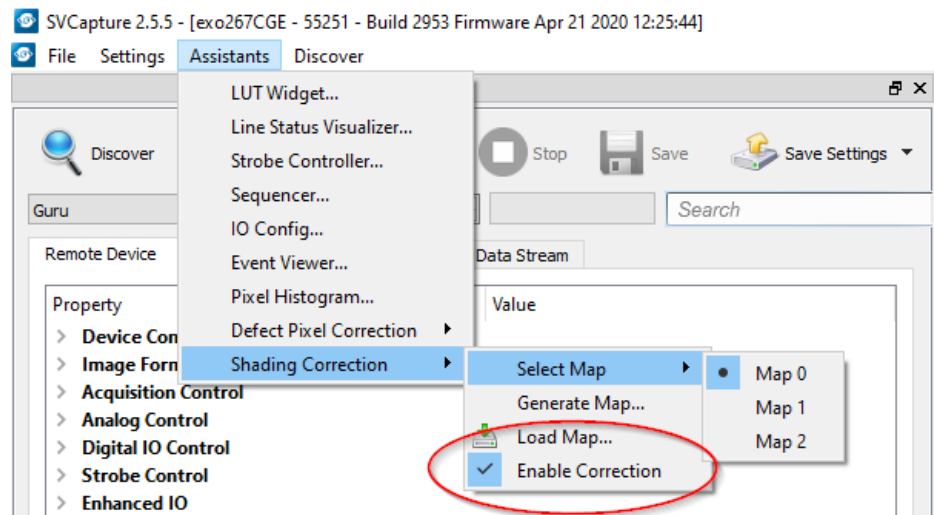 SVCapture 2.5.5 - [exo267CGE - 55251 - Build 2953 Firmware Apr 21 2020 12:25:44]
File Settings Assistants Discover
LUT Widget...
Line Status Visualizer...
Strobe Controller...
Sequencer...
IO Config...
Event Viewer...
Pixel Histogram...
Defect Pixel Correction
Shading Correction
Select Map
Generate Map...
Load Map...
Enable Correction
Map 0
Map 1
Map 2
Discover Stop Save Save Settings
Guru Search
Remote Device Data Stream
Property Value
Device Con
Image Forn
Acquisition Control
Analog Control
Digital IO Control
Strobe Control
Enhanced IO